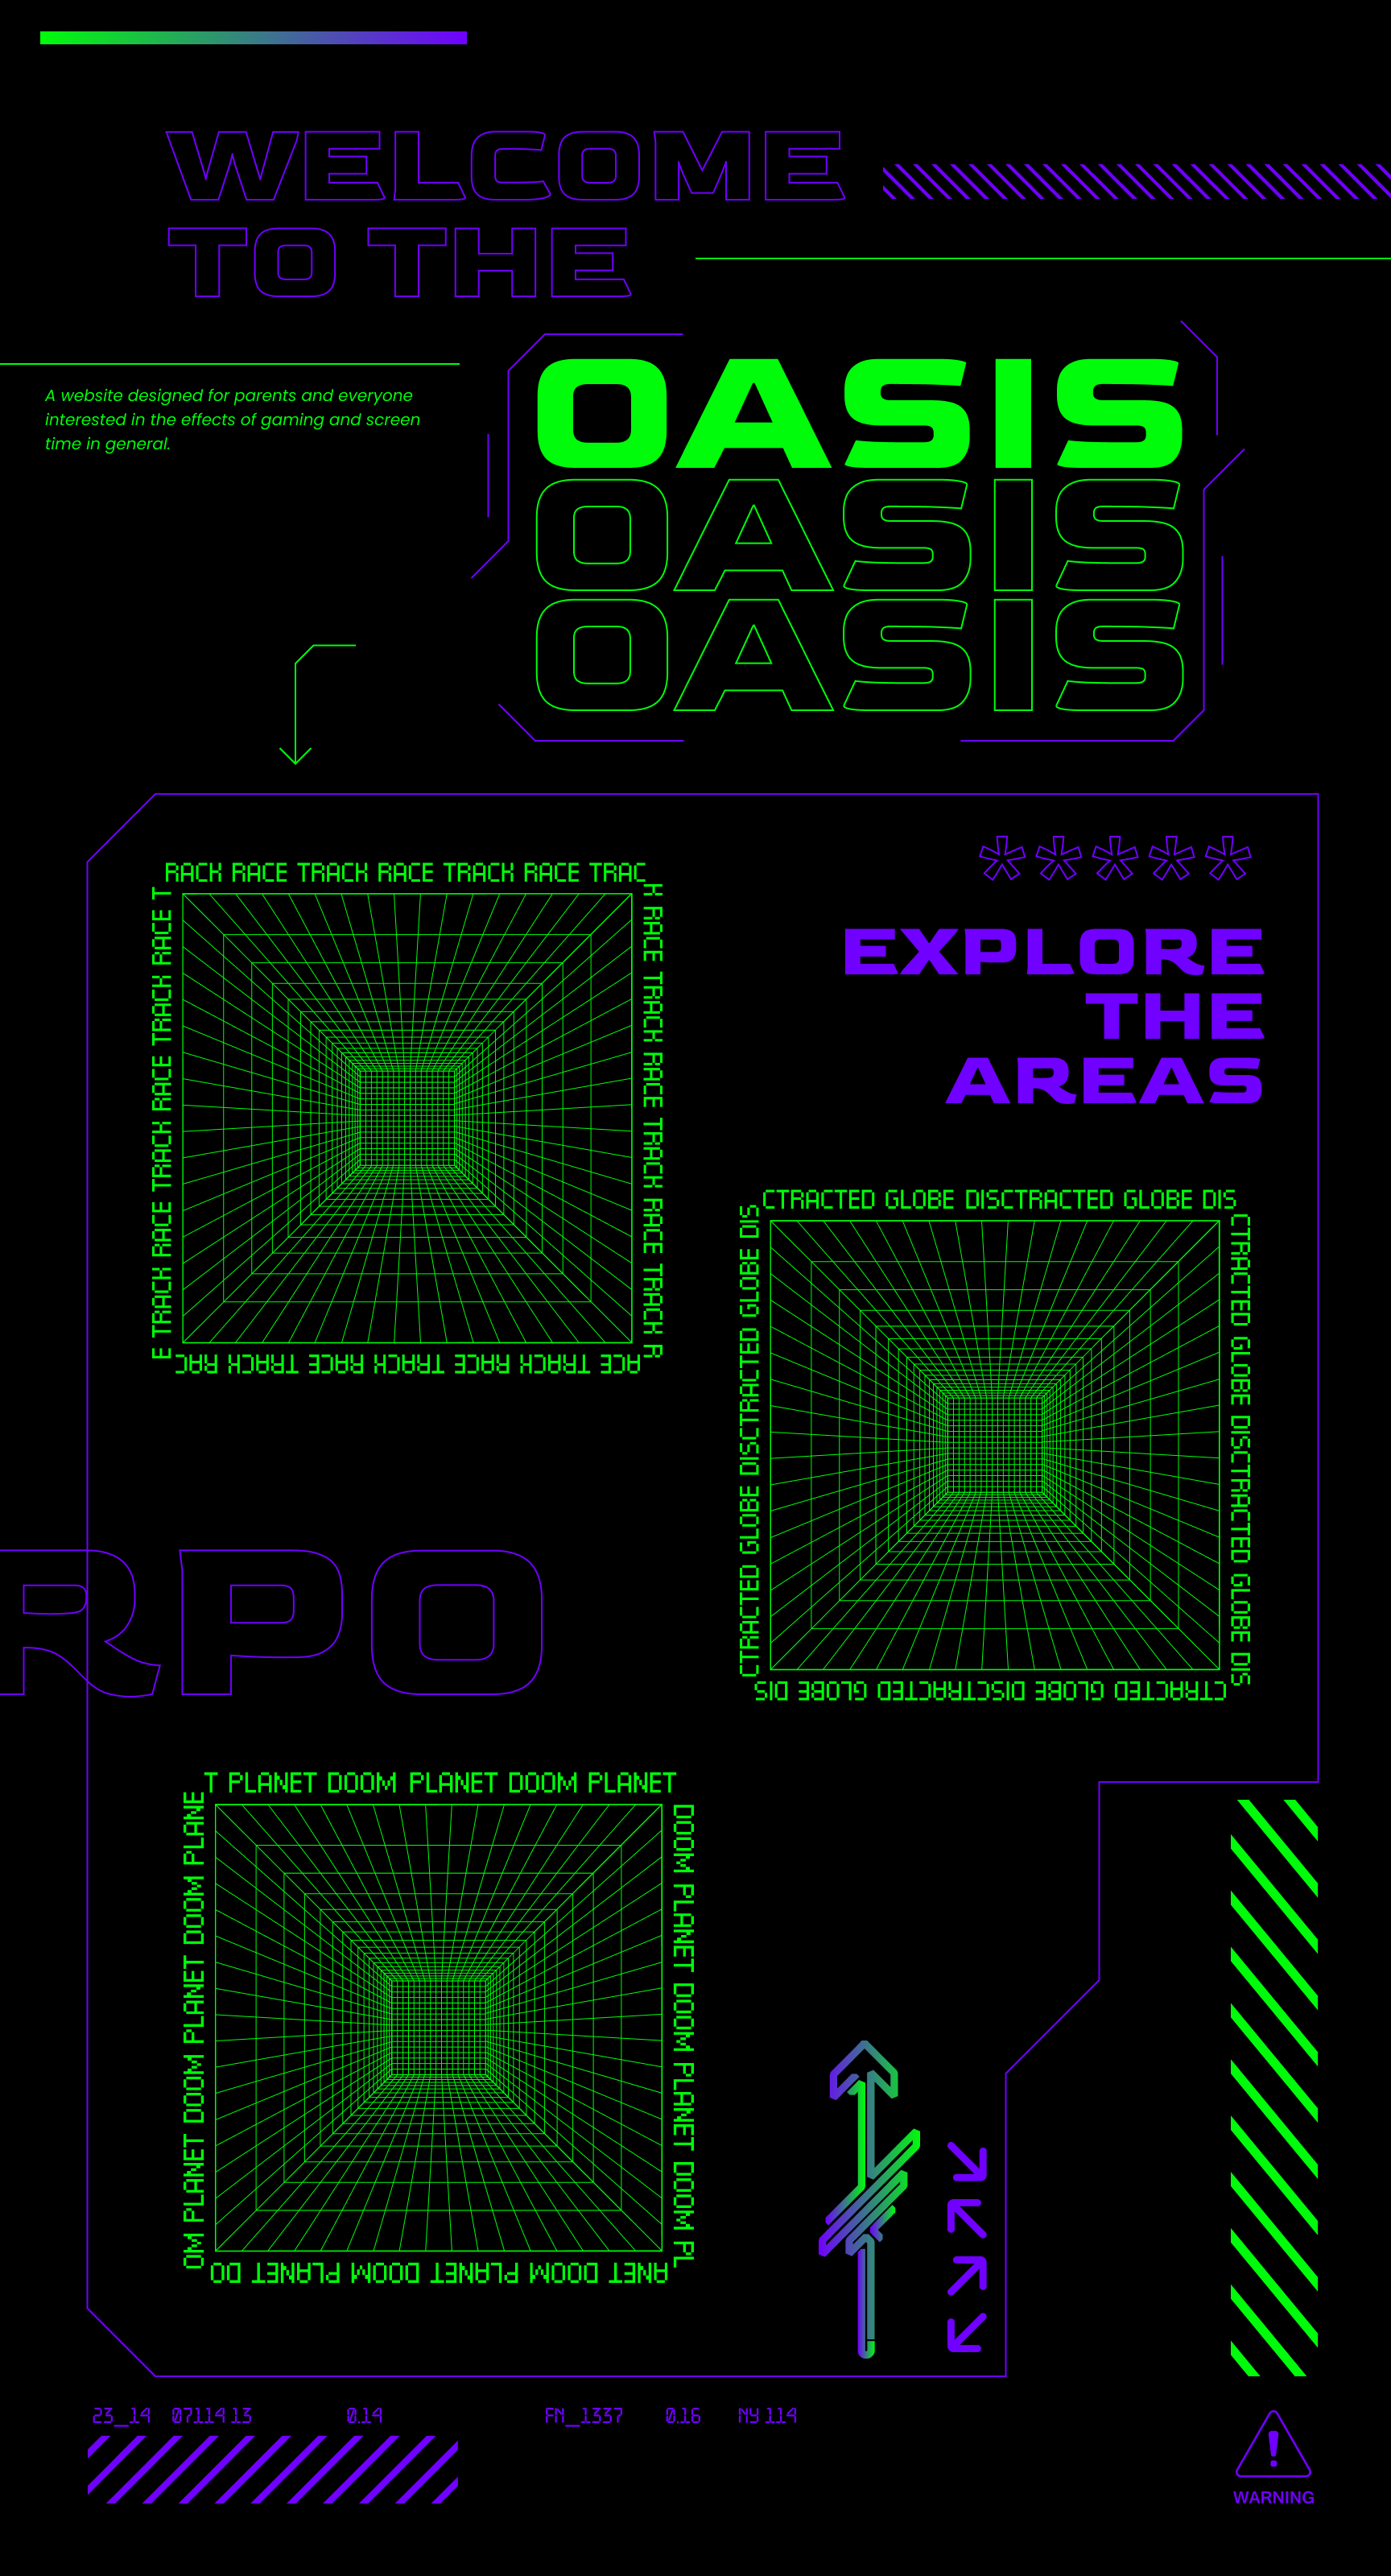 WELCOME
TO THE
A website designed for parents and everyone
interested in the effects of gaming and screen
time in general.
OASIS
OASIS
OASIS
*****
EXPLORE
THE
AREAS
RACK RACE TRACK RACE TRACK RACE TRAC
K RACE TRACK RACE TRACK RACE TRACK R
ACE TRACK RACE TRACK RACE TRACK RAC
E TRACK RACE TRACK RACE TRACK RACE T
CTRACTED GLOBE DISCTRACTED GLOBE DIS
CTRACTED GLOBE DISCTRACTED GLOBE DIS
CTRACTED GLOBE DISCTRACTED GLOBE DIS
CTRACTED GLOBE DISCTRACTED GLOBE DIS
RPO
T PLANET DOOM PLANET DOOM PLANET
DOOM PLANET DOOM PLANET DOOM PL
ANET DOOM PLANET DOOM PLANET DO
OM PLANET DOOM PLANET DOOM PLANE
23_14 07114 13 0.14 FN_1337 0.16 NY 114
WARNING